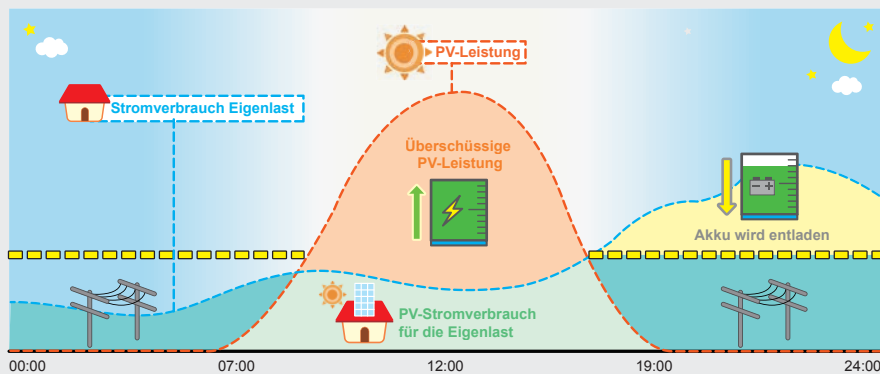 PV-Leistung
Stromverbrauch Eigenlast
Überschüssige
PV-Leistung
Akku wird entladen
PV-Stromverbrauch
für die Eigenlast
00:00 07:00 12:00 19:00 24:00